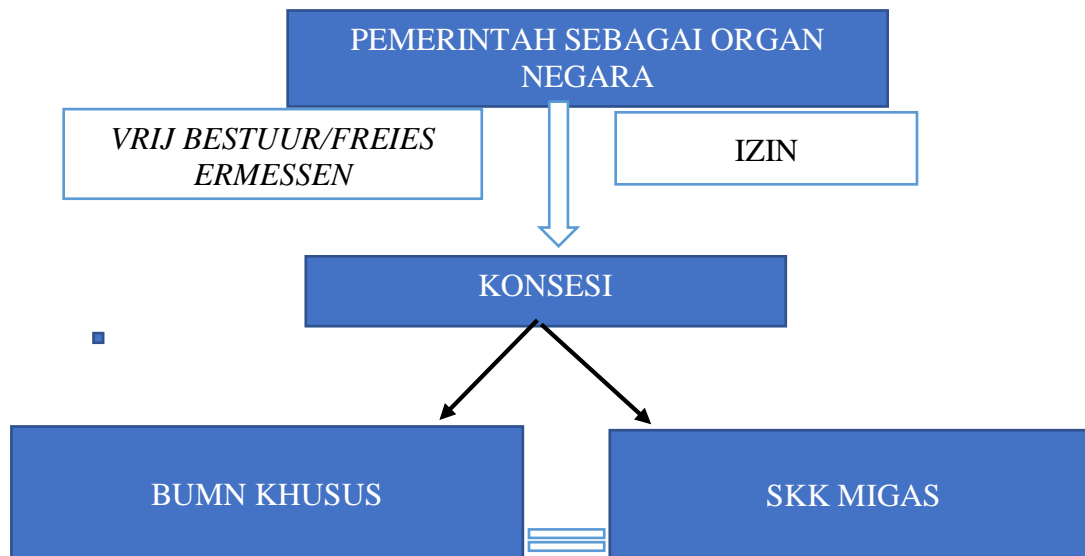 PEMERINTAH SEBAGAI ORGAN
NEGARA
VRIJ BESTUUR/FREIES
ERMESSEN
IZIN
KONSESI
BUMN KHUSUS
SKK MIGAS